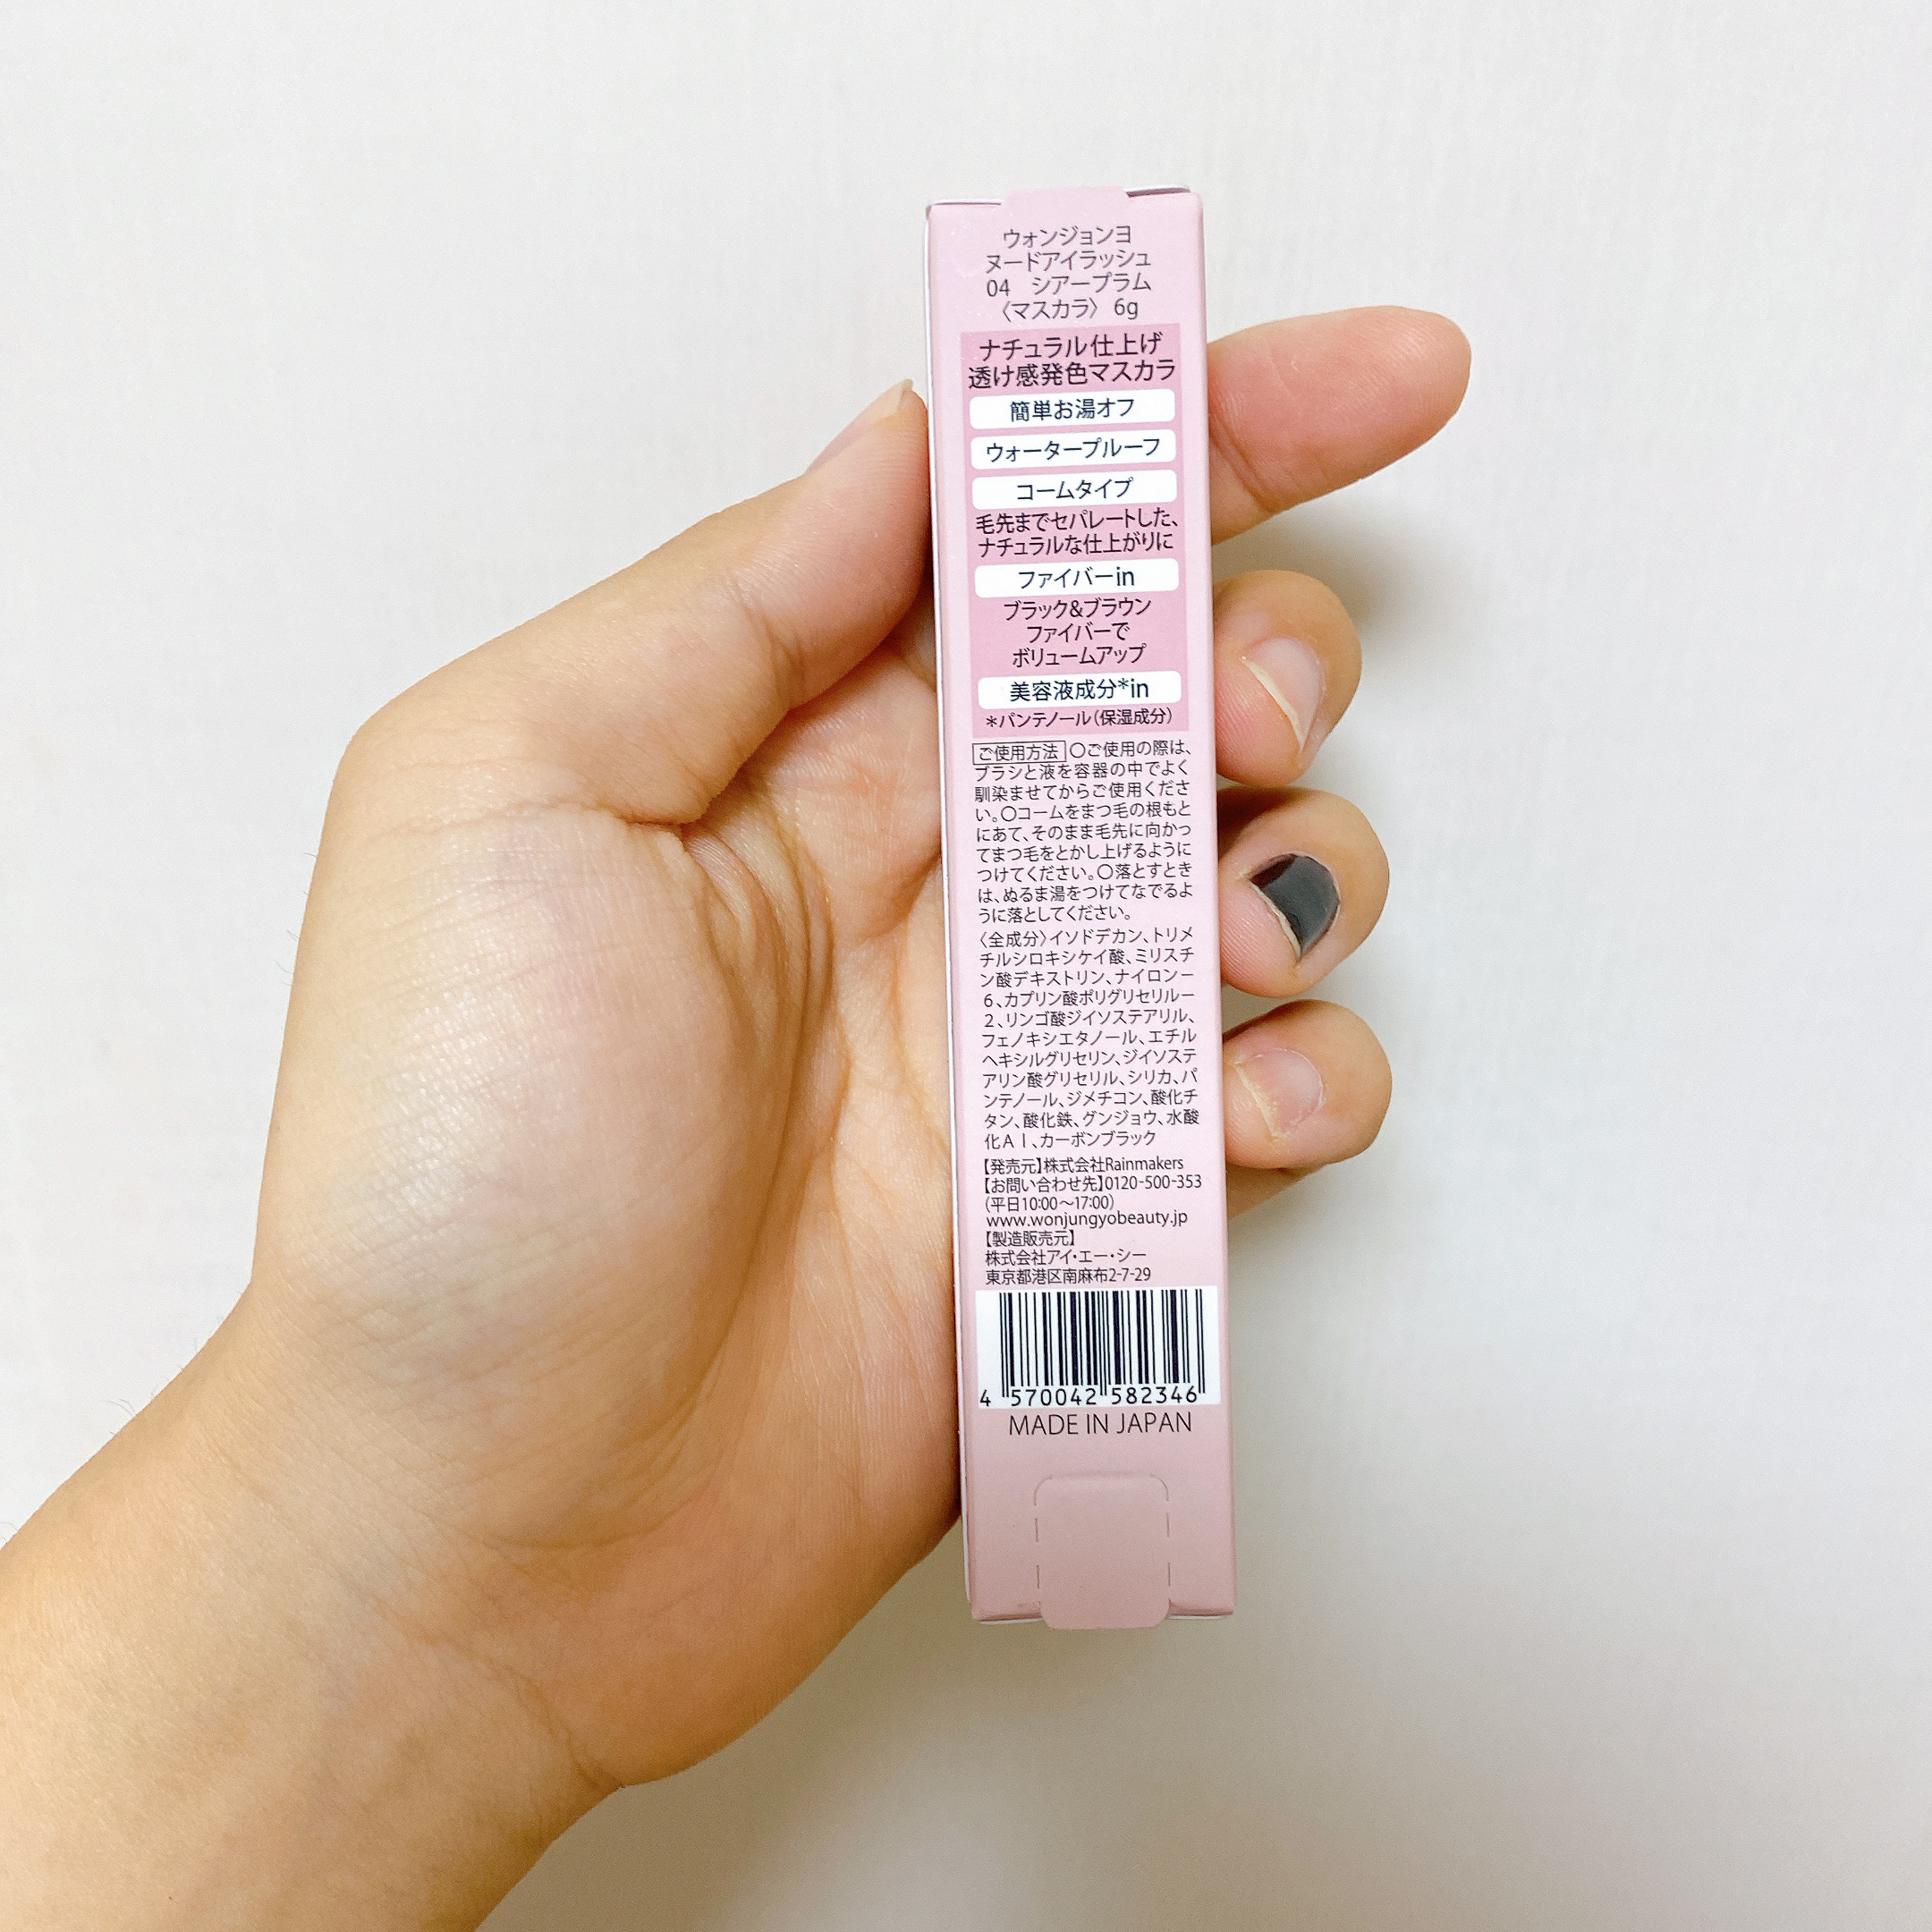 ウォンジョンヨ
ヌードアイラッシュ
04　シアープラム
〈マスカラ〉 6g
ナチュラル仕上げ
透け感発色マスカラ
簡単お湯オフ
ウォータープルーフ
コームタイプ
毛先までセパレートした、
ナチュラルな仕上がりに
ファイバーin
ブラック&ブラウン
ファイバーで
ボリュームアップ
美容液成分*in
*パンテノール(保湿成分)
ご使用方法 〇ご使用の際は、
ブラシと液を容器の中でよく
馴染ませてからご使用くださ
い。〇コームをまつ毛の根もと
にあて、そのまま毛先に向かっ
てまつ毛をとかし上げるように
つけてください。〇落とすとき
は、ぬるま湯をつけてなでるよ
うに落としてください。
〈全成分〉イソドデカン、トリメ
チルシロキシケイ酸、ミリスチ
ン酸デキストリン、ナイロン－
６、カプリン酸ポリグリセリル－
２、リンゴ酸ジイソステアリル、
フェノキシエタノール、エチル
ヘキシルグリセリン、ジイソステ
アリン酸グリセリル、シリカ、パ
ンテノール、ジメチコン、酸化チ
タン、酸化鉄、グンジョウ、水酸
化Ａｌ、カーボンブラック
【発売元】株式会社Rainmakers
【お問い合わせ先】0120-500-353
(平日10:00～17:00)
www.wonjungyobeauty.jp
【製造販売元】
株式会社アイ・エー・シー
東京都港区南麻布2-7-29
4 570042 582346
MADE IN JAPAN